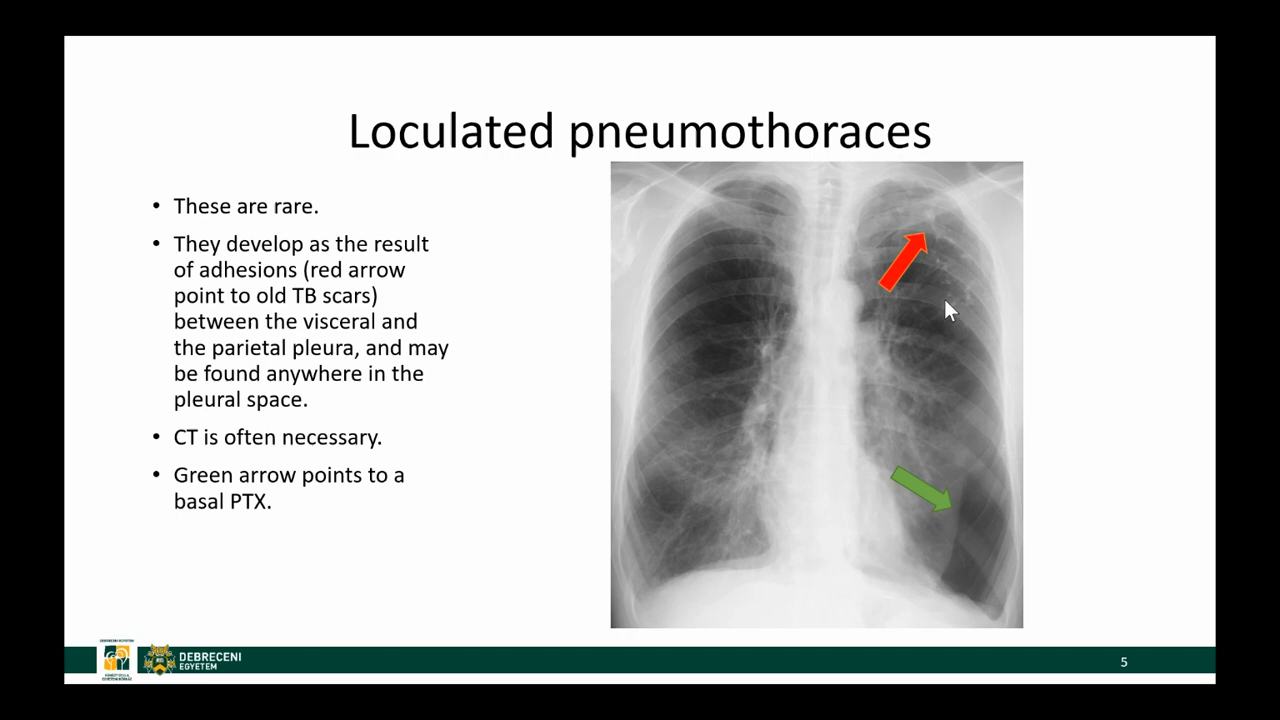 Loculated pneumothoraces
• These are rare.
• They develop as the result
of adhesions (red arrow
point to old TB scars)
between the visceral and
the parietal pleura, and may
be found anywhere in the
pleural space.
• CT is often necessary.
• Green arrow points to a
basal PTX.
DEBRECENI EGYETEM
DEBRECENI
EGYETEM
5